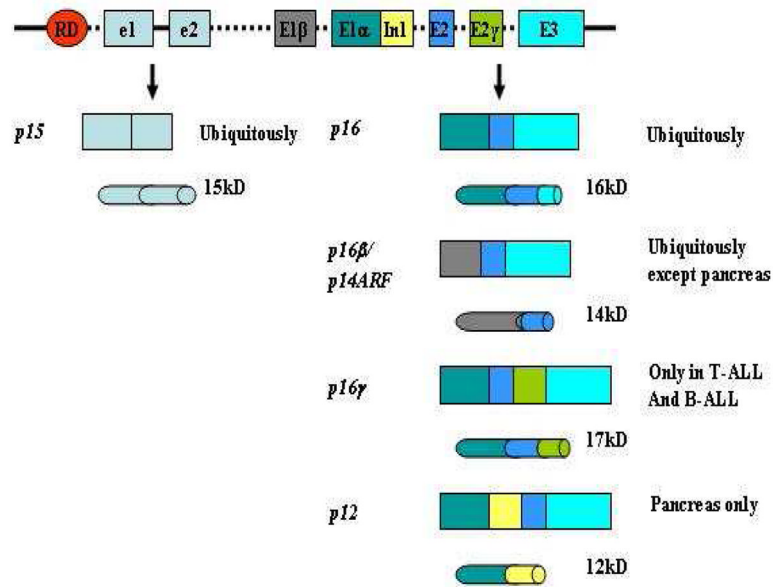 RD e1 e2 E1β E1α In1 E2 E2γ E3
p15 Ubiquitously
15kD
p16 Ubiquitously
16kD
p16β/
p14ARF
Ubiquitously
except pancreas
14kD
p16γ
Only in T-ALL
And B-ALL
17kD
p12 Pancreas only
12kD